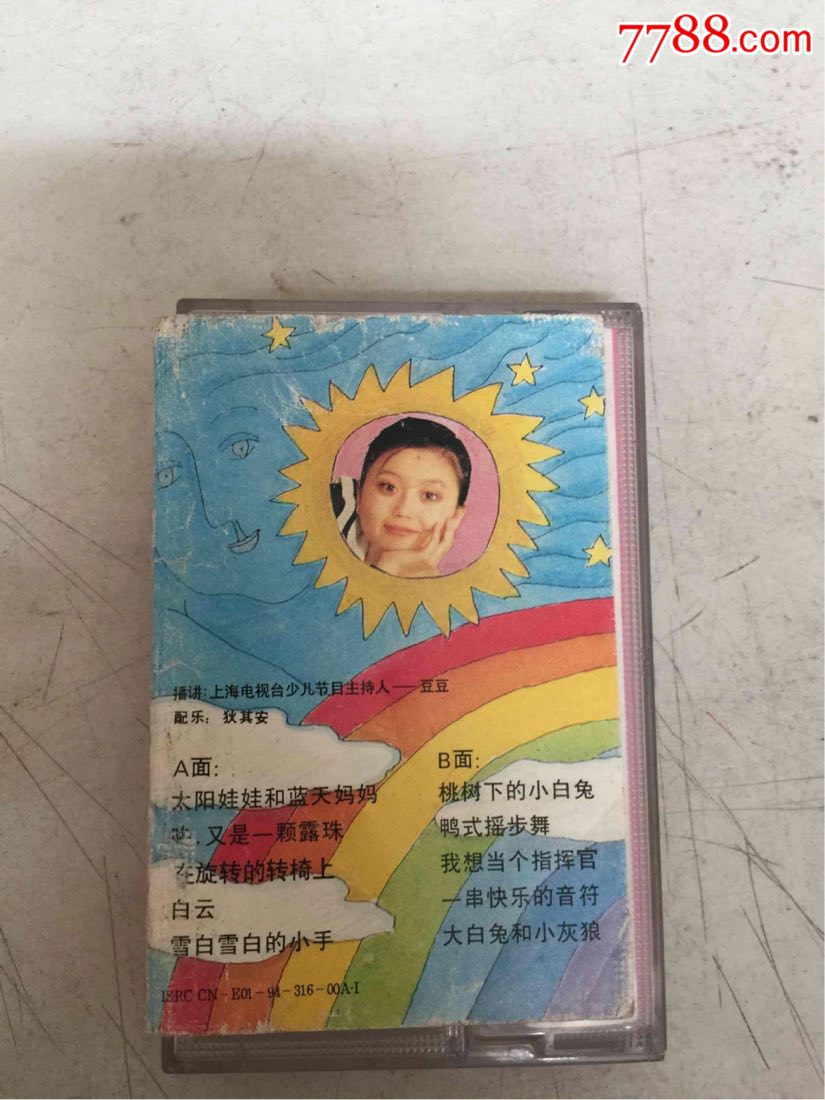 7788.com
播讲:上海电视台少儿节目主持人——豆豆
配乐: 狄其安
A面:
太阳娃娃和蓝天妈妈
咚,又是一颗露珠
在旋转的转椅上
白云
雪白雪白的小手
B面:
桃树下的小白兔
鸭式摇步舞
我想当个指挥官
一串快乐的音符
大白兔和小灰狼
ISRC CN-E01-94-316-00A·I